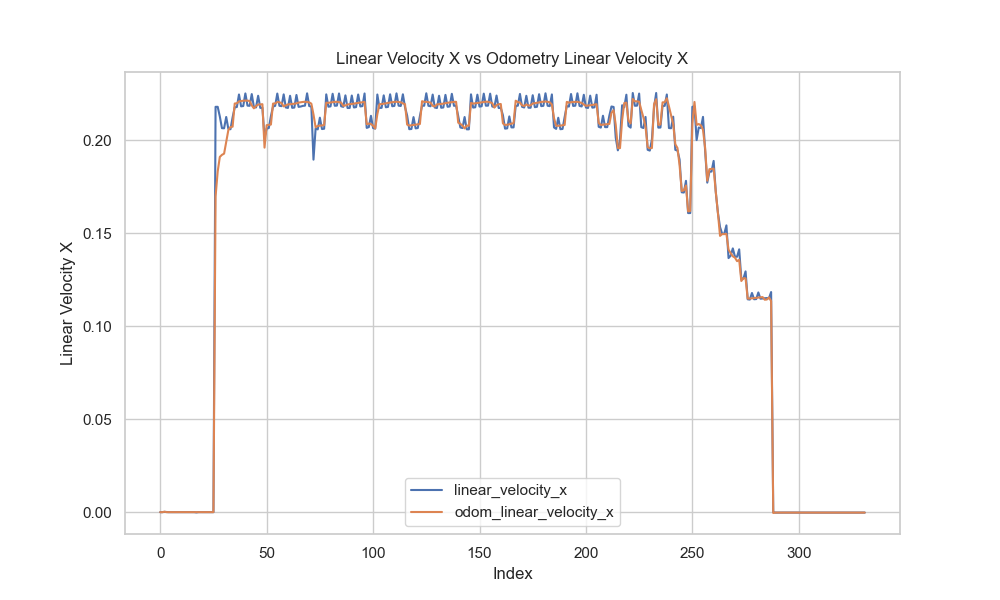 Linear Velocity X vs Odometry Linear Velocity X
0.20
0.15
0.10
0.05
0.00
Linear Velocity X
linear_velocity_x
odom_linear_velocity_x
0 50 100 150 200 250 300
Index